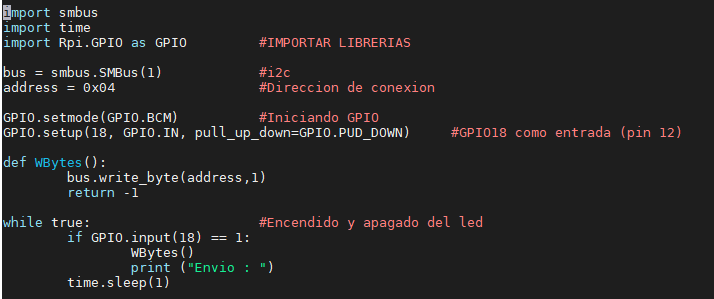 import smbus
import time
import Rpi.GPIO as GPIO #IMPORTAR LIBRERIAS
bus = smbus.SMBus(1) #i2c
address = 0x04 #Direccion de conexion
GPIO.setmode(GPIO.BCM) #Iniciando GPIO
GPIO.setup(18, GPIO.IN, pull_up_down=GPIO.PUD_DOWN) #GPIO18 como entrada (pin 12)
def WBytes():
bus.write_byte(address,1)
return -1
while true: #Encendido y apagado del led
if GPIO.input(18) == 1:
WBytes()
print ("Envio : ")
time.sleep(1)